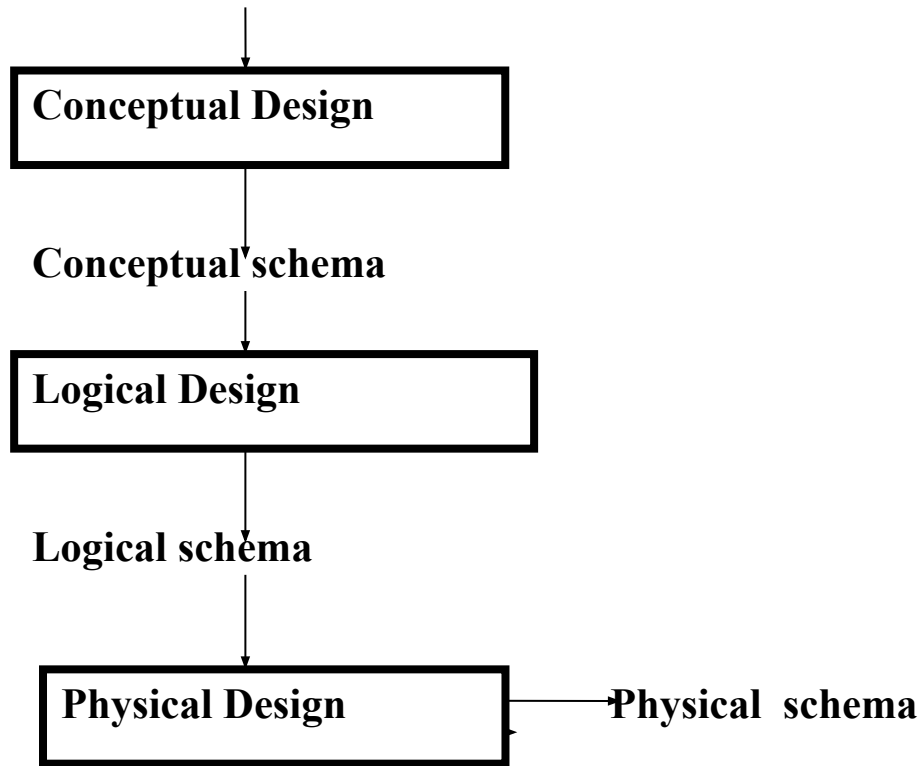 Conceptual Design
Conceptual schema
Logical Design
Logical schema
Physical Design
Physical schema